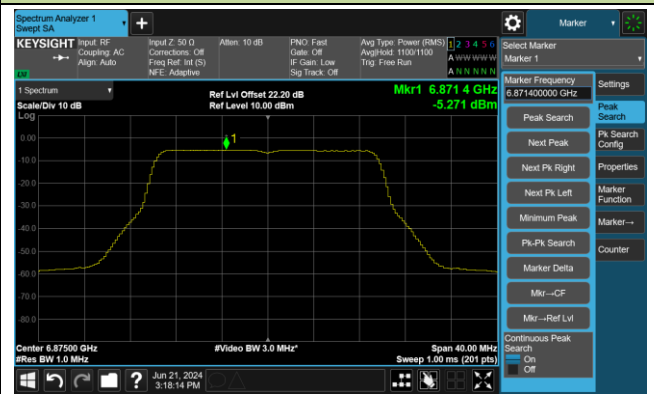 Spectrum Analyzer 1
Swept SA
+
Marker
KEYSIGHT
Input: RF
Coupling: AC
Align: Auto
Input Z: 50 Ω
Corrections: Off
Freq Ref: Int (S)
NFE: Adaptive
Atten: 10 dB
PNO: Fast
Gate: Off
IF Gain: Low
Sig Track: Off
Avg Type: Power (RMS)
Avg|Hold: 1100/1100
Trig: Free Run
1 2 3 4 5 6
A W W W W W
A N N N N N
Select Marker
Marker 1
LXI
1 Spectrum
Scale/Div 10 dB
Log
Ref Lvl Offset 22.20 dB
Ref Level 10.00 dBm
Mkr1 6.871 4 GHz
-5.271 dBm
1
0.00
-10.0
-20.0
-30.0
-40.0
-50.0
-60.0
-70.0
-80.0
Center 6.87500 GHz
#Res BW 1.0 MHz
#Video BW 3.0 MHz*
Span 40.00 MHz
Sweep 1.00 ms (201 pts)
Marker Frequency
6.871400000 GHz
Peak Search
Next Peak
Next Pk Right
Next Pk Left
Minimum Peak
Pk-Pk Search
Marker Delta
Mkr→CF
Mkr→Ref Lvl
Continuous Peak
Search
On
Off
Settings
Peak
Search
Pk Search
Config
Properties
Marker
Function
Marker→
Counter
?
Jun 21, 2024
3:18:14 PM